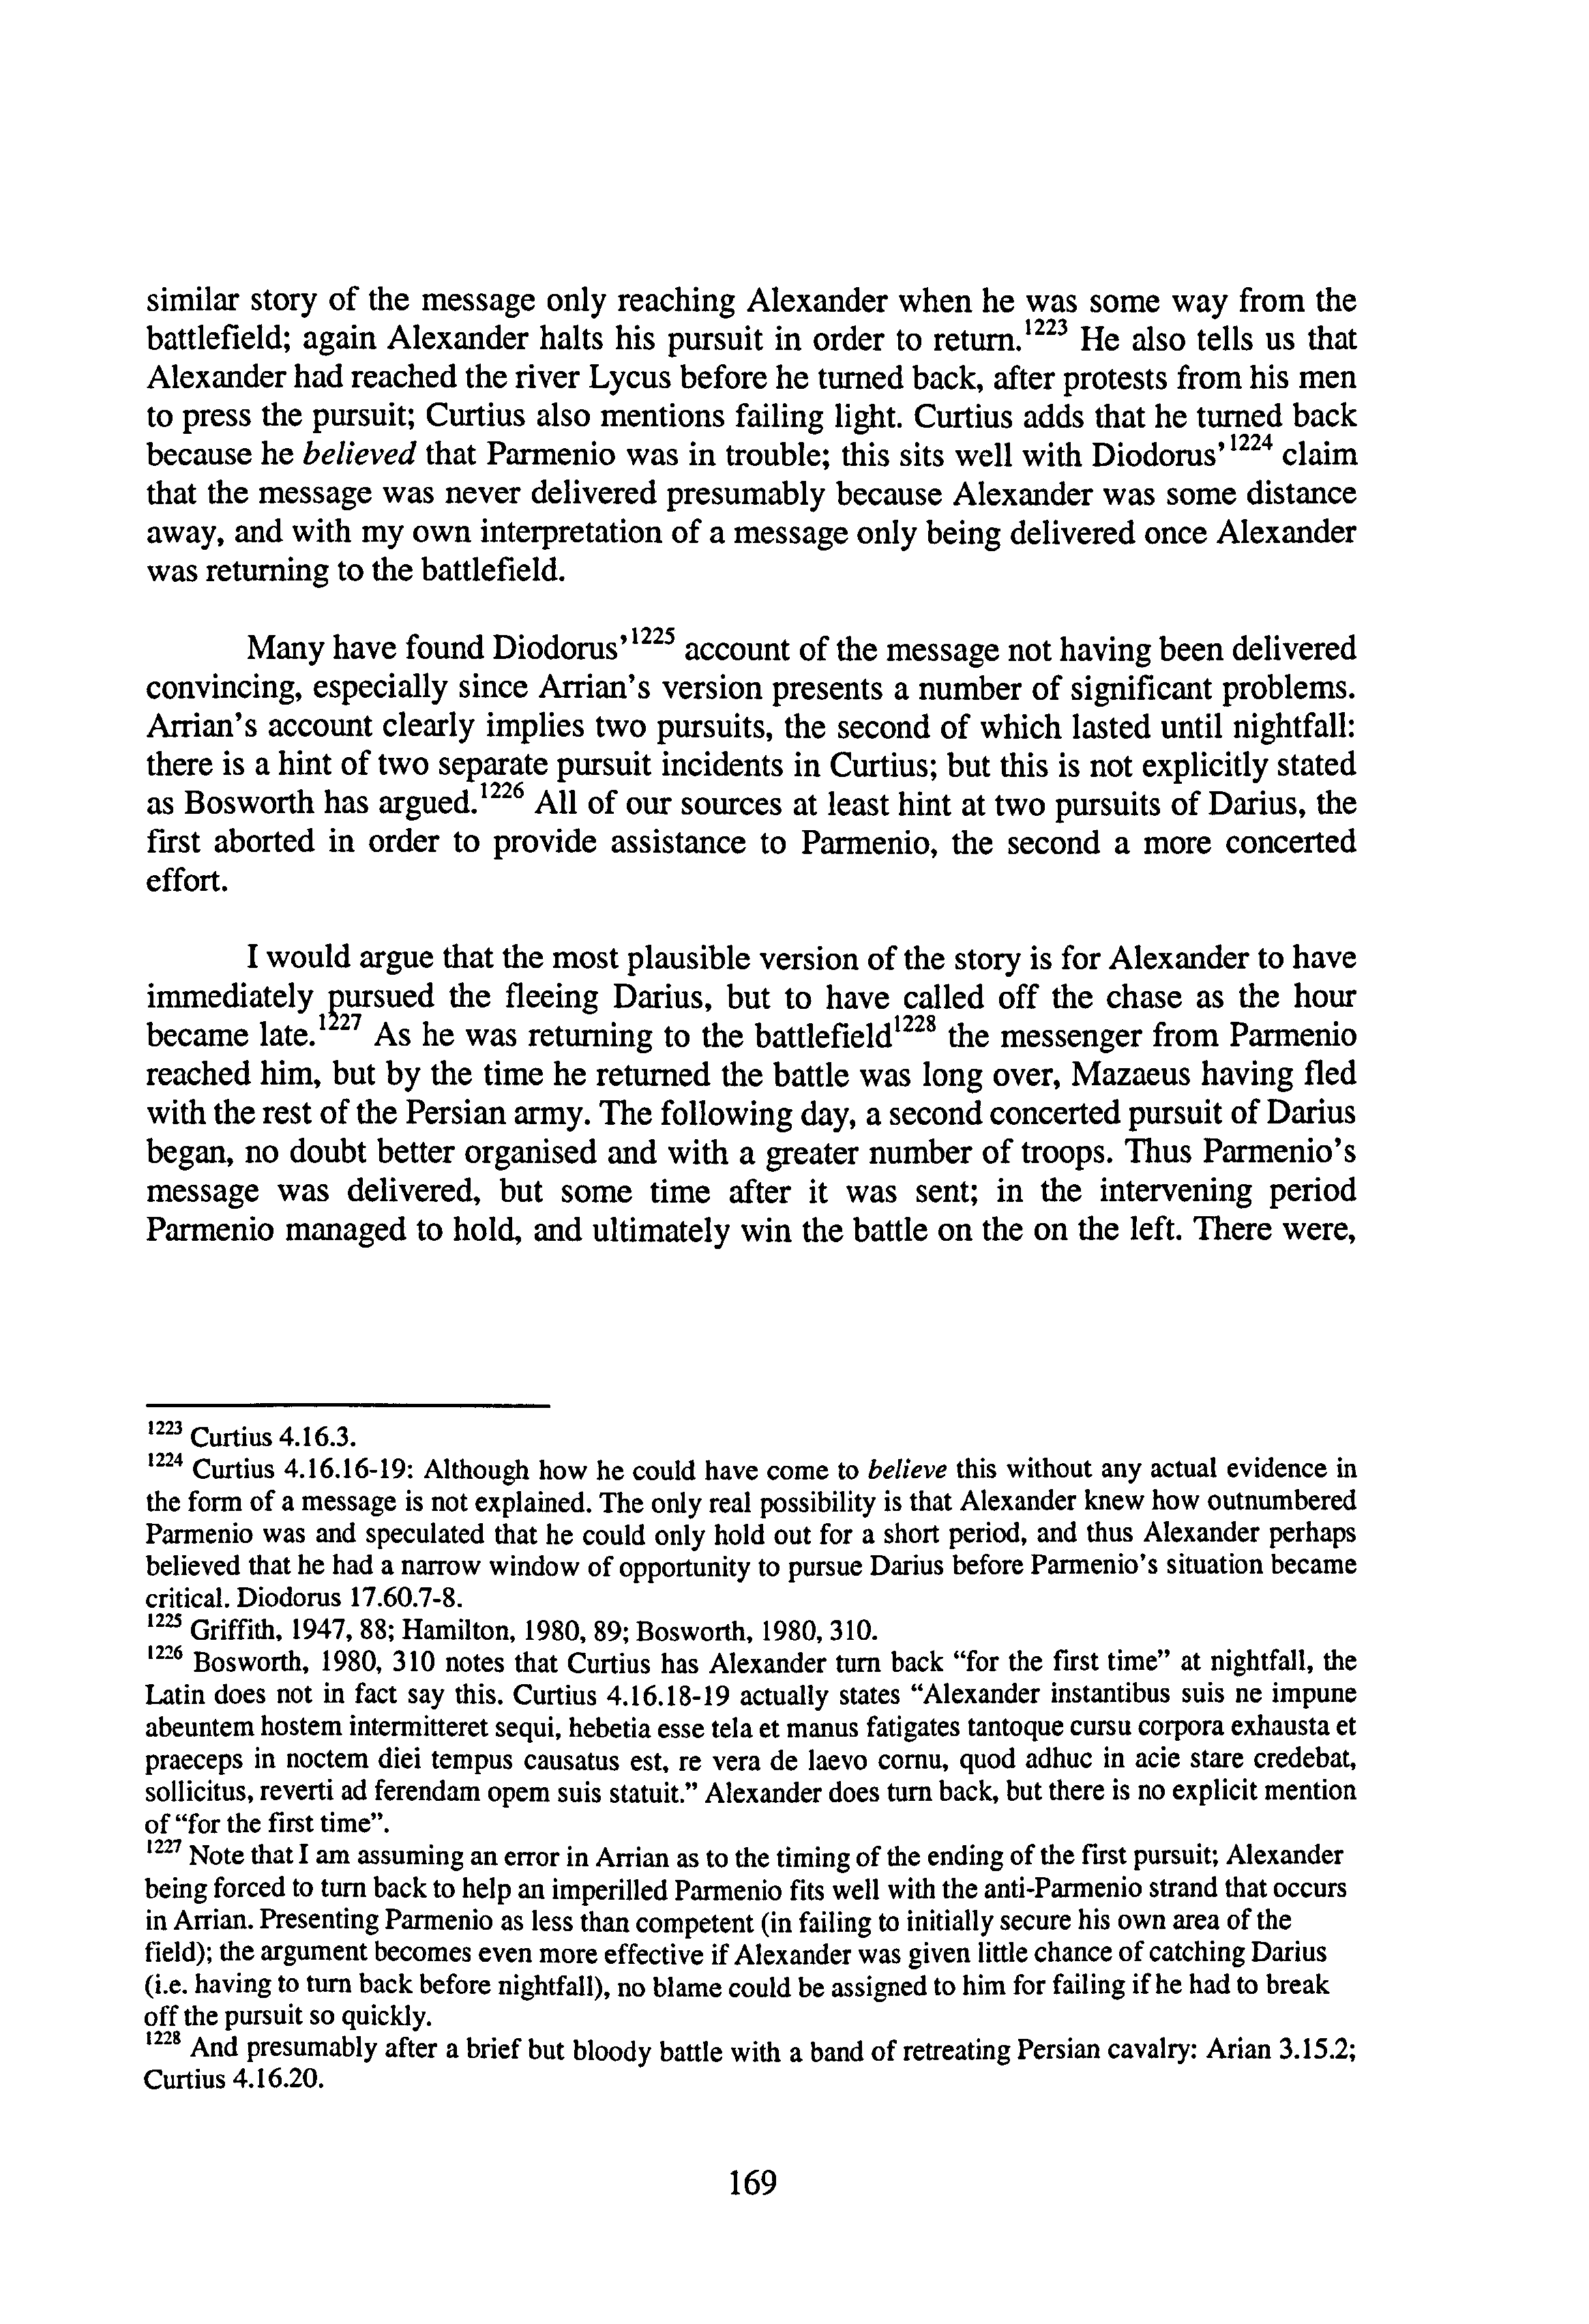 similar story of the message only reaching Alexander when he was some way from the
battlefield; again Alexander halts his pursuit in order to return.1223 He also tells us that
Alexander had reached the river Lycus before he turned back, after protests from his men
to press the pursuit; Curtius also mentions failing light. Curtius adds that he turned back
because he believed that Parmenio was in trouble; this sits well with Diodorus'1224 claim
that the message was never delivered presumably because Alexander was some distance
away, and with my own interpretation of a message only being delivered once Alexander
was returning to the battlefield.
Many have found Diodorus'1225 account of the message not having been delivered
convincing, especially since Arrian's version presents a number of significant problems.
Arrian's account clearly implies two pursuits, the second of which lasted until nightfall:
there is a hint of two separate pursuit incidents in Curtius; but this is not explicitly stated
as Bosworth has argued.1226 All of our sources at least hint at two pursuits of Darius, the
first aborted in order to provide assistance to Parmenio, the second a more concerted
effort.
I would argue that the most plausible version of the story is for Alexander to have
immediately pursued the fleeing Darius, but to have called off the chase as the hour
became late.1227 As he was returning to the battlefield1228 the messenger from Parmenio
reached him, but by the time he returned the battle was long over, Mazaeus having fled
with the rest of the Persian army. The following day, a second concerted pursuit of Darius
began, no doubt better organised and with a greater number of troops. Thus Parmenio's
message was delivered, but some time after it was sent; in the intervening period
Parmenio managed to hold, and ultimately win the battle on the on the left. There were,
1223 Curtius 4.16.3.
1224 Curtius 4.16.16-19: Although how he could have come to believe this without any actual evidence in
the form of a message is not explained. The only real possibility is that Alexander knew how outnumbered
Parmenio was and speculated that he could only hold out for a short period, and thus Alexander perhaps
believed that he had a narrow window of opportunity to pursue Darius before Parmenio's situation became
critical. Diodorus 17.60.7-8.
1225 Griffith, 1947, 88; Hamilton, 1980, 89; Bosworth, 1980, 310.
1226 Bosworth, 1980, 310 notes that Curtius has Alexander turn back "for the first time" at nightfall, the
Latin does not in fact say this. Curtius 4.16.18-19 actually states "Alexander instantibus suis ne impune
abeuntem hostem intermitteret sequi, hebetia esse tela et manus fatigates tantoque cursu corpora exhausta et
praeceps in noctem diei tempus causatus est, re vera de laevo cornu, quod adhuc in acie stare credebat,
sollicitus, reverti ad ferendam opem suis statuit." Alexander does turn back, but there is no explicit mention
of "for the first time".
1227 Note that I am assuming an error in Arrian as to the timing of the ending of the first pursuit; Alexander
being forced to turn back to help an imperilled Parmenio fits well with the anti-Parmenio strand that occurs
in Arrian. Presenting Parmenio as less than competent (in failing to initially secure his own area of the
field); the argument becomes even more effective if Alexander was given little chance of catching Darius
(i.e. having to turn back before nightfall), no blame could be assigned to him for failing if he had to break
off the pursuit so quickly.
1228 And presumably after a brief but bloody battle with a band of retreating Persian cavalry: Arian 3.15.2;
Curtius 4.16.20.
169